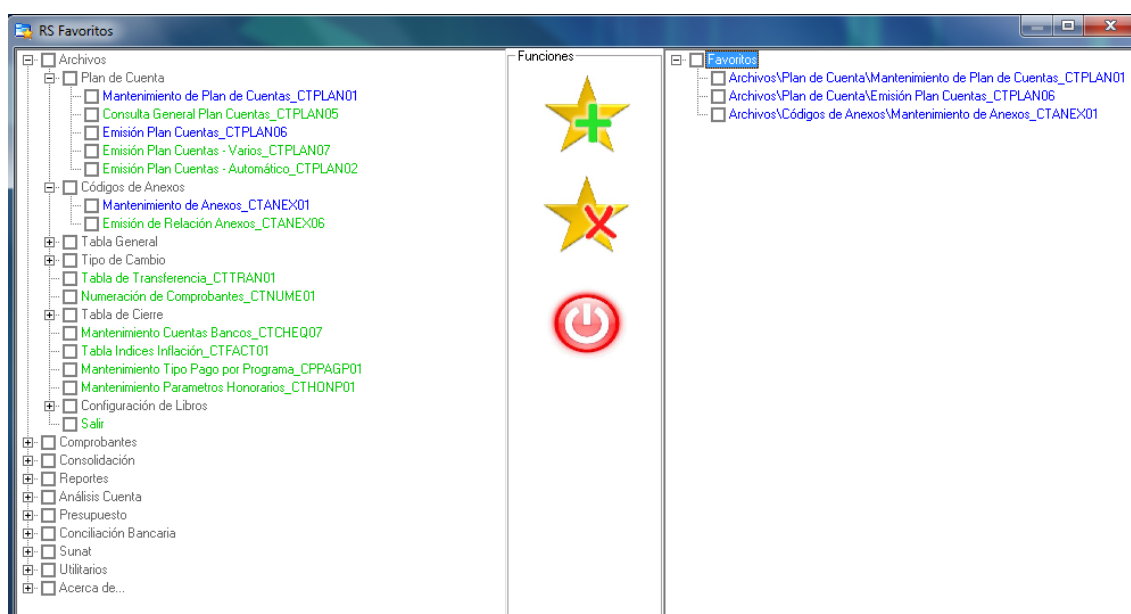 RS Favoritos
Archivos
Plan de Cuenta
Mantenimiento de Plan de Cuentas_CTPLAN01
Consulta General Plan Cuentas_CTPLAN05
Emisión Plan Cuentas_CTPLAN06
Emisión Plan Cuentas - Varios_CTPLAN07
Emisión Plan Cuentas - Automático_CTPLAN02
Códigos de Anexos
Mantenimiento de Anexos_CTANEX01
Emisión de Relación Anexos_CTANEX06
Tabla General
Tipo de Cambio
Tabla de Transferencia_CTTRAN01
Numeración de Comprobantes_CTNUME01
Tabla de Cierre
Mantenimiento Cuentas Bancos_CTCHEQ07
Tabla Indices Inflación_CTFACT01
Mantenimiento Tipo Pago por Programa_CPPAGP01
Mantenimiento Parametros Honorarios_CTHONP01
Configuración de Libros
Salir
Comprobantes
Consolidación
Reportes
Análisis Cuenta
Presupuesto
Conciliación Bancaria
Sunat
Utilitarios
Acerca de...
Funciones
Favoritos
Archivos\Plan de Cuenta\Mantenimiento de Plan de Cuentas_CTPLAN01
Archivos\Plan de Cuenta\Emisión Plan Cuentas_CTPLAN06
Archivos\Códigos de Anexos\Mantenimiento de Anexos_CTANEX01